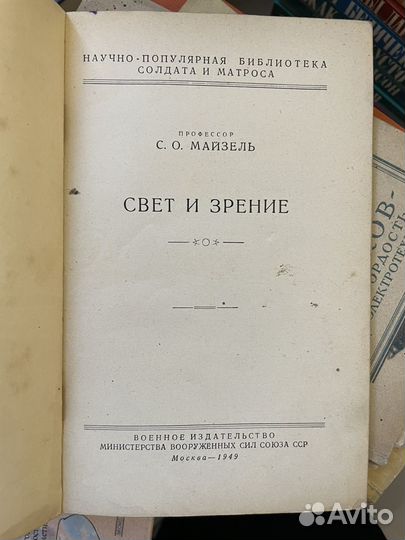 НАУЧНО-ПОПУЛЯРНАЯ БИБЛИОТЕКА
СОЛДАТА И МАТРОСА
ПРОФЕССОР
С. О. МАЙЗЕЛЬ
СВЕТ И ЗРЕНИЕ
ВОЕННОЕ ИЗДАТЕЛЬСТВО
МИНИСТЕРСТВА ВООРУЖЕННЫХ СИЛ СОЮЗА ССР
Москва—1949
Avito